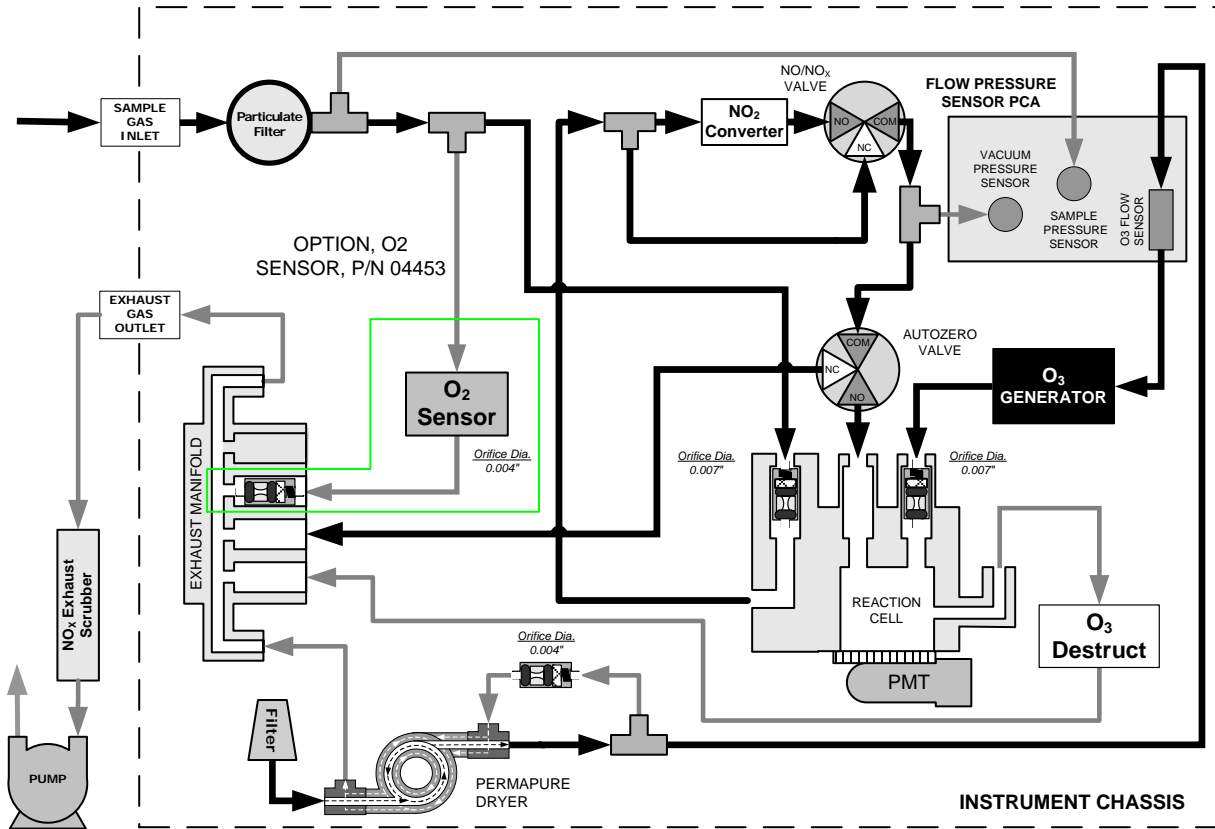 SAMPLE
GAS
INLET
Particulate
Filter
NO/NOX
VALVE
NO
COM
NC
NO2
Converter
FLOW PRESSURE
SENSOR PCA
VACUUM
PRESSURE
SENSOR
SAMPLE
PRESSURE
SENSOR
O3 FLOW
SENSOR
OPTION, O2
SENSOR, P/N 04453
EXHAUST
GAS
OUTLET
O2
Sensor
Orifice Dia.
0.004"
EXHAUST MANIFOLD
AUTOZERO
VALVE
COM
NC
NO
O3
GENERATOR
Orifice Dia.
0.007"
Orifice Dia.
0.007"
NOX Exhaust
Scrubber
REACTION
CELL
O3
Destruct
PMT
Orifice Dia.
0.004"
Filter
PERMAPURE
DRYER
PUMP
INSTRUMENT CHASSIS